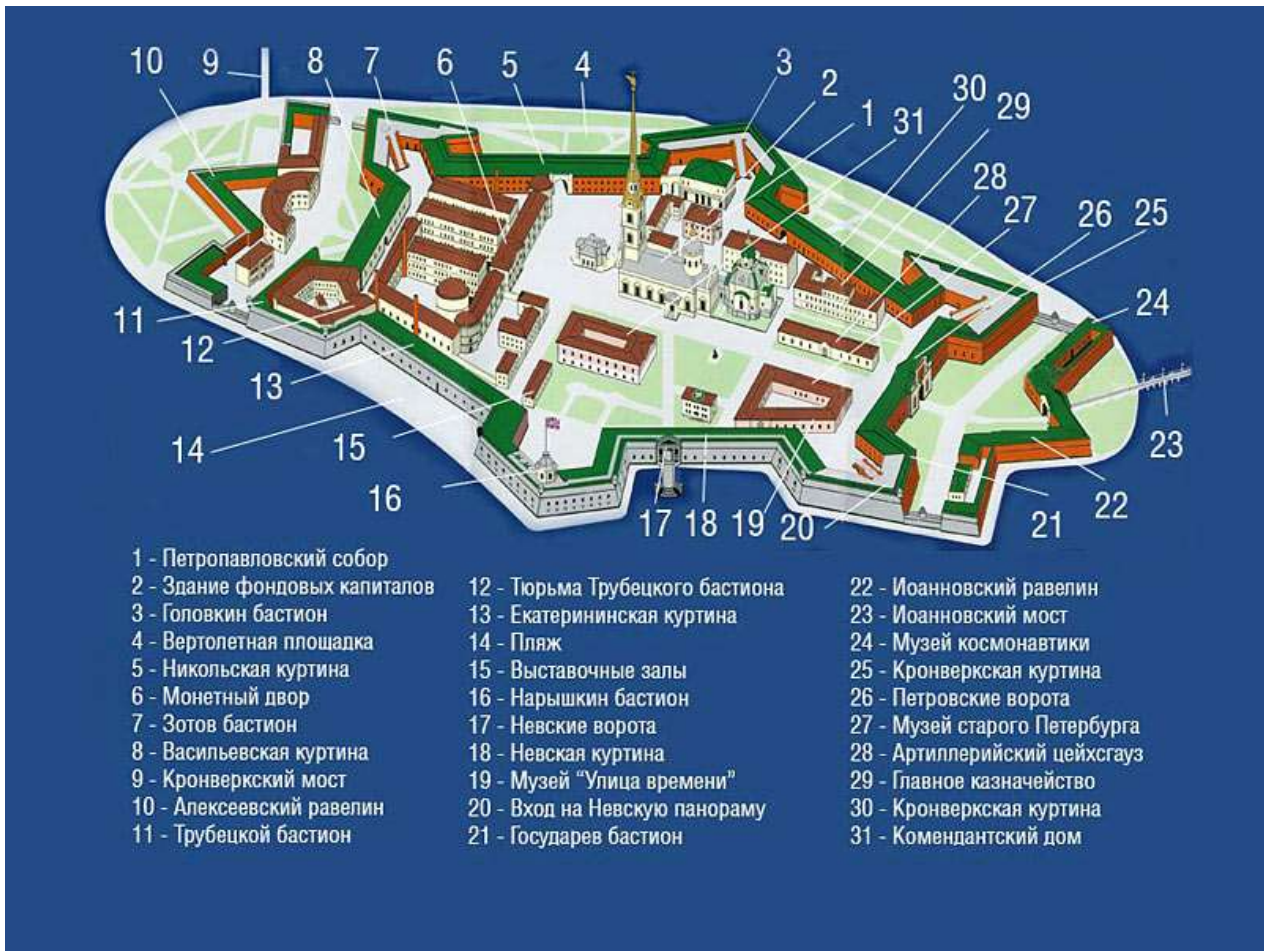 10
9
8
7
6
5
4
3
2
1
31
30
29
28
27
26
25
24
11
12
13
14
15
16
17
18
19
20
21
22
23
1 - Петропавловский собор
2 - Здание фондовых капиталов
3 - Головкин бастион
4 - Вертолетная площадка
5 - Никольская куртина
6 - Монетный двор
7 - Зотов бастион
8 - Васильевская куртина
9 - Кронверкский мост
10 - Алексеевский равелин
11 - Трубецкой бастион
12 - Тюрьма Трубецкого бастиона
13 - Екатерининская куртина
14 - Пляж
15 - Выставочные залы
16 - Нарышкин бастион
17 - Невские ворота
18 - Невская куртина
19 - Музей “Улица времени”
20 - Вход на Невскую панораму
21 - Государев бастион
22 - Иоанновский равелин
23 - Иоанновский мост
24 - Музей космонавтики
25 - Кронверкская куртина
26 - Петровские ворота
27 - Музей старого Петербурга
28 - Артиллерийский цейхсгауз
29 - Главное казначейство
30 - Кронверкская куртина
31 - Комендантский дом